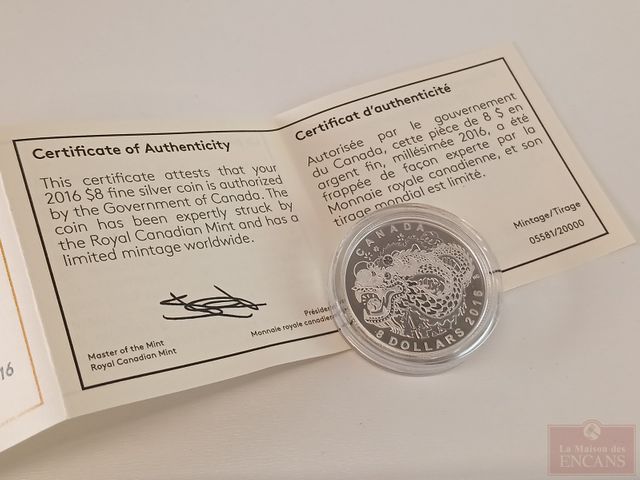 Certificate of Authenticity
This certificate attests that your
2016 $8 fine silver coin is authorized
by the Government of Canada. The
coin has been expertly struck by
the Royal Canadian Mint and has a
limited mintage worldwide.
Master of the Mint
Royal Canadian Mint
Certificat d'authenticité
Autorisée par le gouvernement
du Canada, cette pièce de 8 $ en
argent fin, millésimée 2016, a été
frappée de façon experte par la
Monnaie royale canadienne, et son
tirage mondial est limité.
Mintage/Tirage
05581/20000
Présiden
Monnaie royale canadien
CANADA
8 DOLLARS 2016
16
La Maison des
ENCANS